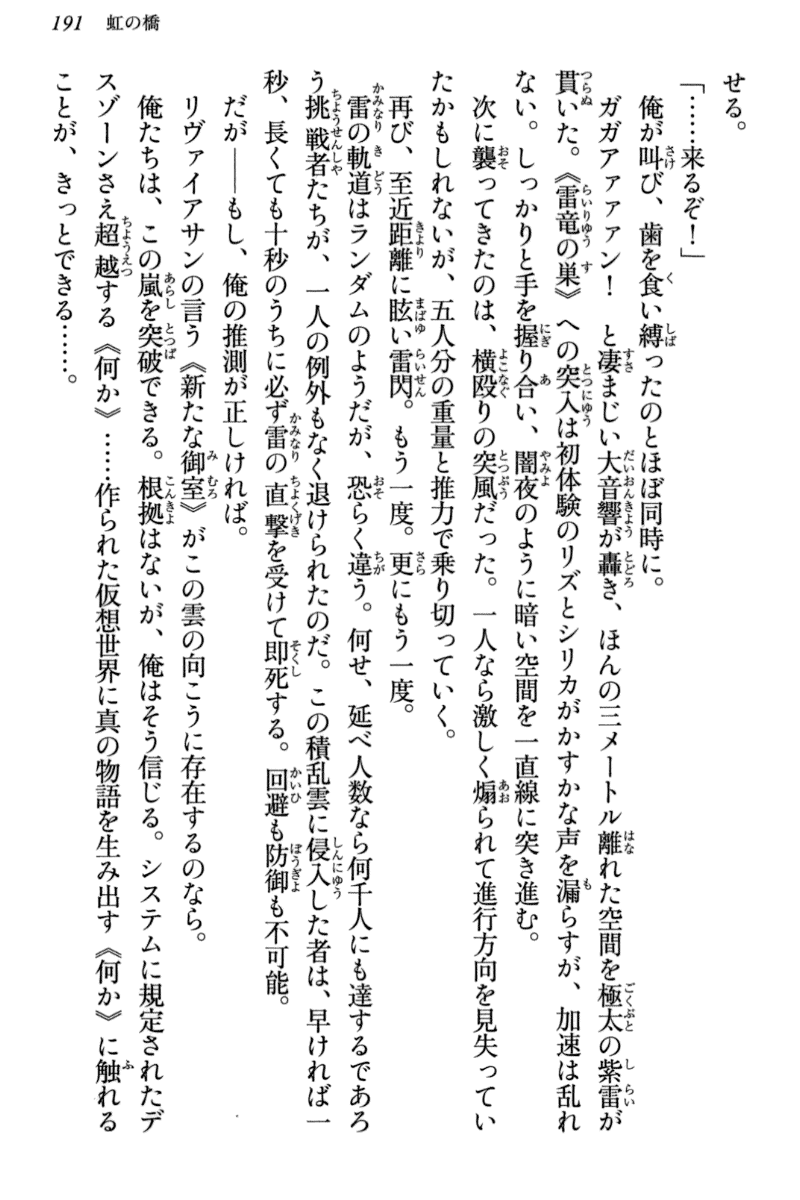 191　虹の橋
せる。
「……来るぞ！」
　俺が叫び、歯を食い縛ったのとほぼ同時に。
　ガガアァァァン！　と凄まじい大音響が轟き、ほんの三メートル離れた空間を極太の紫雷が
貫いた。《雷竜の巣》への突入は初体験のリズとシリカがかすかな声を漏らすが、加速は乱れ
ない。しっかりと手を握り合い、闇夜のように暗い空間を一直線に突き進む。
　次に襲ってきたのは、横殴りの突風だった。一人なら激しく煽られて進行方向を見失ってい
たかもしれないが、五人分の重量と推力で乗り切っていく。
　再び、至近距離に眩い雷閃。もう一度。更にもう一度。
　雷の軌道はランダムのようだが、恐らく違う。何せ、延べ人数なら何千人にも達するであろ
う挑戦者たちが、一人の例外もなく退けられたのだ。この積乱雲に侵入した者は、早ければ一
秒、長くても十秒のうちに必ず雷の直撃を受けて即死する。回避も防御も不可能。
　だが――もし、俺の推測が正しければ。
　リヴァイアサンの言う《新たな御室》がこの雲の向こうに存在するのなら。
　俺たちは、この嵐を突破できる。根拠はないが、俺はそう信じる。システムに規定されたデ
スゾーンさえ超越する《何か》……作られた仮想世界に真の物語を生み出す《何か》に触れる
ことが、きっとできる……。